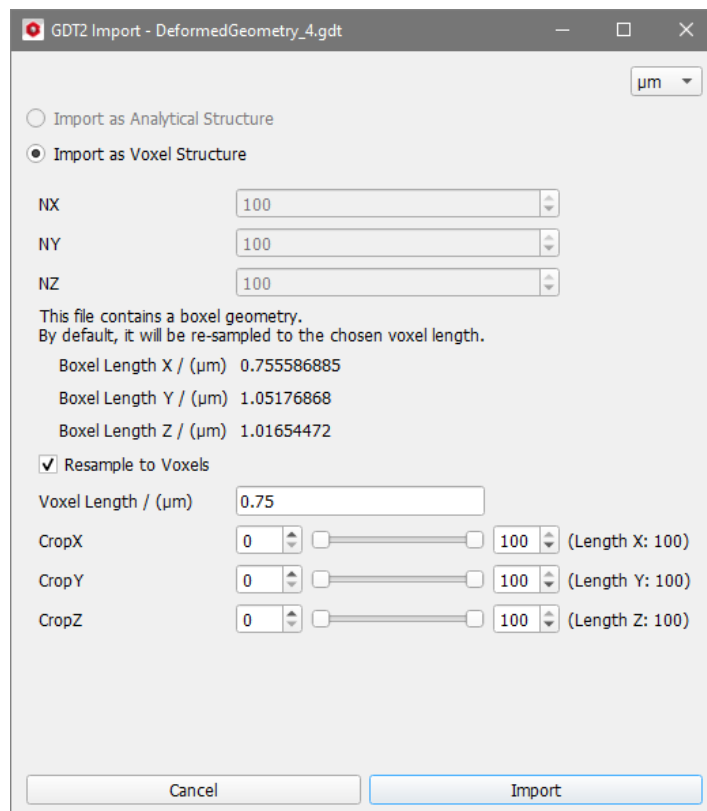 GDT2 Import - DeformedGeometry_4.gdt
µm
Import as Analytical Structure
Import as Voxel Structure
NX 100
NY 100
NZ 100
This file contains a boxel geometry.
By default, it will be re-sampled to the chosen voxel length.
Boxel Length X / (µm) 0.755586885
Boxel Length Y / (µm) 1.05176868
Boxel Length Z / (µm) 1.01654472
Resample to Voxels
Voxel Length / (µm) 0.75
CropX 0 100 (Length X: 100)
CropY 0 100 (Length Y: 100)
CropZ 0 100 (Length Z: 100)
Cancel Import